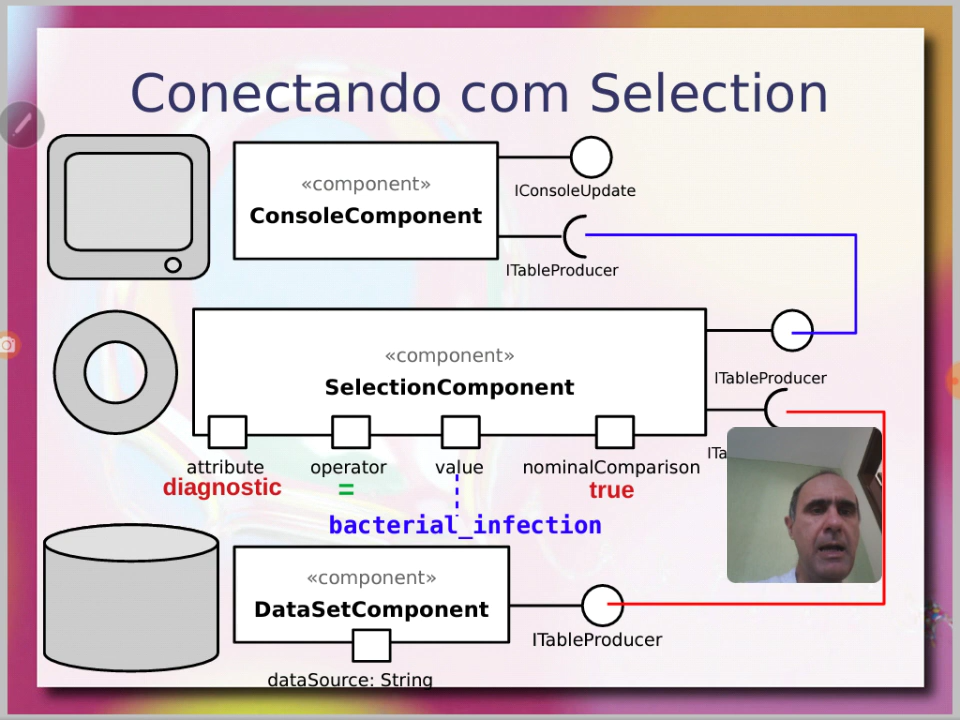 Conectando com Selection
«component»
ConsoleComponent
IConsoleUpdate
ITableProducer
«component»
SelectionComponent
ITableProducer
attribute
operator
value
nominalComparison
diagnostic
=
true
bacterial_infection
«component»
DataSetComponent
ITableProducer
dataSource: String